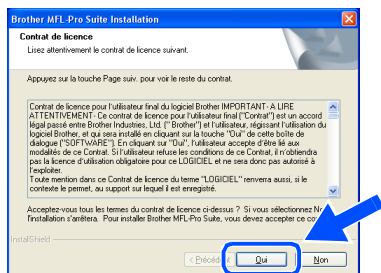 Brother MFL-Pro Suite Installation
Contrat de licence
Lisez attentivement le contrat de licence suivant.
Appuyez sur la touche Page suiv. pour voir le reste du contrat.
Contrat de licence pour l'utilisateur final du logiciel Brother IMPORTANT - A LIRE
ATTENTIVEMENT- Ce contrat de licence pour l'utilisateur final ("Contrat") est un accord
légal passé entre Brother Industries, Ltd. (" Brother") et l'utilisateur, régissant l'utilisation du
logiciel Brother, et qui sera installé en cliquant sur la touche "Oui" de cette boîte de
dialogue ("SOFTWARE"). En cliquant sur "Oui", l'utilisateur accepte d'être lié aux
modalités de ce Contrat. Si l'utilisateur refuse les conditions de ce Contrat, il n'obtiendra
pas la licence d'utilisation obligatoire pour ce LOGICIEL et ne sera donc pas autorisé à
l'exploiter.
Toute mention dans ce Contrat de licence du terme "LOGICIEL" renverra aussi, si le
contexte le permet, au support sur lequel il est enregistré.
Acceptez-vous tous les termes du contrat de licence ci-dessus ? Si vous sélectionnez
l'installation s'arrêtera. Pour installer Brother MFL-Pro Suite, vous devez accepter ce
InstallShield
< Précéd Oui Non